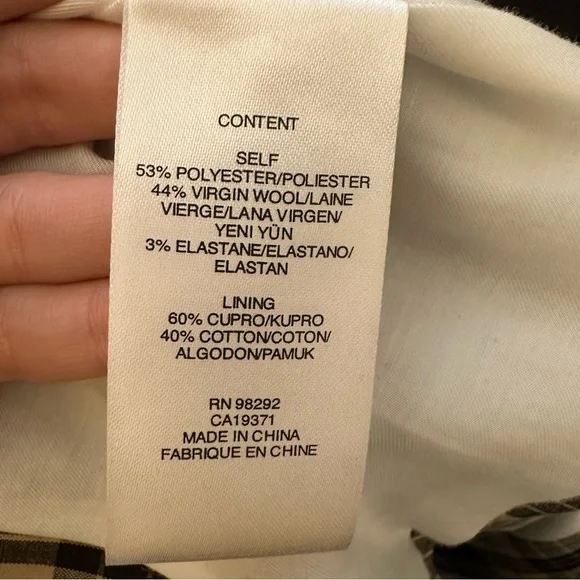 CONTENT
SELF
53% POLYESTER/POLIESTER
44% VIRGIN WOOL/LAINE
VIERGE/LANA VIRGEN/
YENI YÜN
3% ELASTANE/ELASTANO/
ELASTAN
LINING
60% CUPRO/KUPRO
40% COTTON/COTON/
ALGODON/PAMUK
RN 98292
CA19371
MADE IN CHINA
FABRIQUE EN CHINE